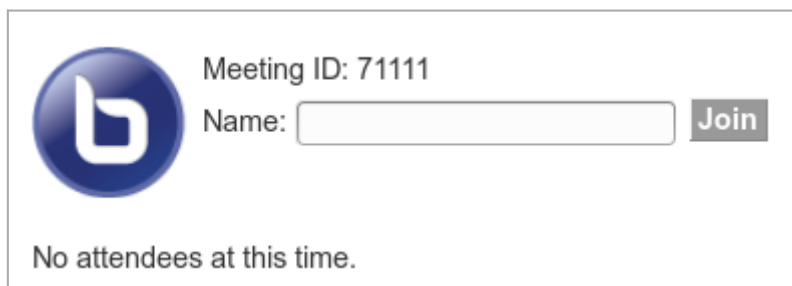 Meeting ID: 71111
Name: Join
No attendees at this time.